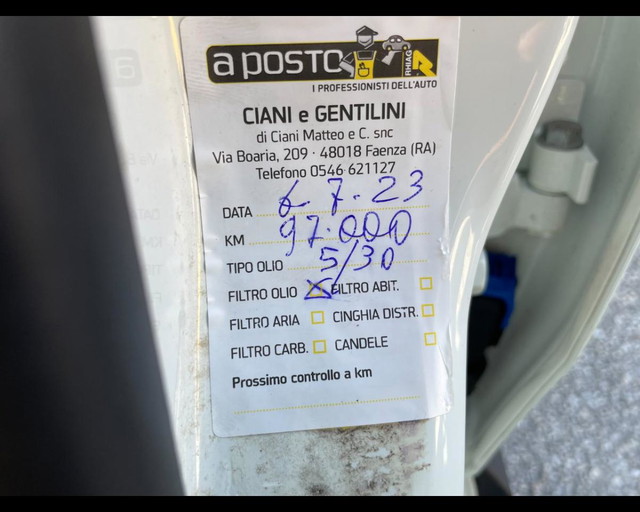 a posto
RHIAG
I PROFESSIONISTI DELL'AUTO
CIANI e GENTILINI
di Ciani Matteo e C. snc
Via Boaria, 209 · 48018 Faenza (RA)
Telefono 0546 621127
DATA 6.7.23
KM 97.000
TIPO OLIO 5/30
FILTRO OLIO FILTRO ABIT.
FILTRO ARIA CINGHIA DISTR.
FILTRO CARB. CANDELE
Prossimo controllo a km